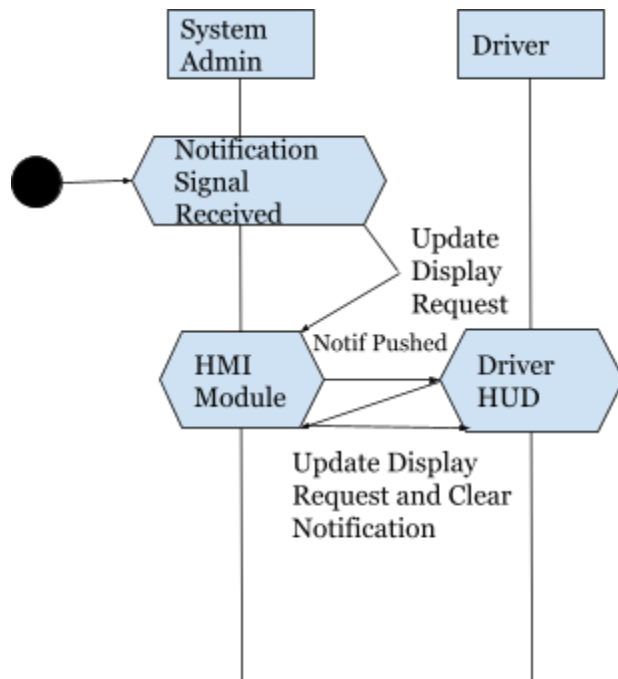 System
Admin
Driver
Notification
Signal
Received
Update
Display
Request
Notif Pushed
HMI
Module
Driver
HUD
Update Display
Request and Clear
Notification